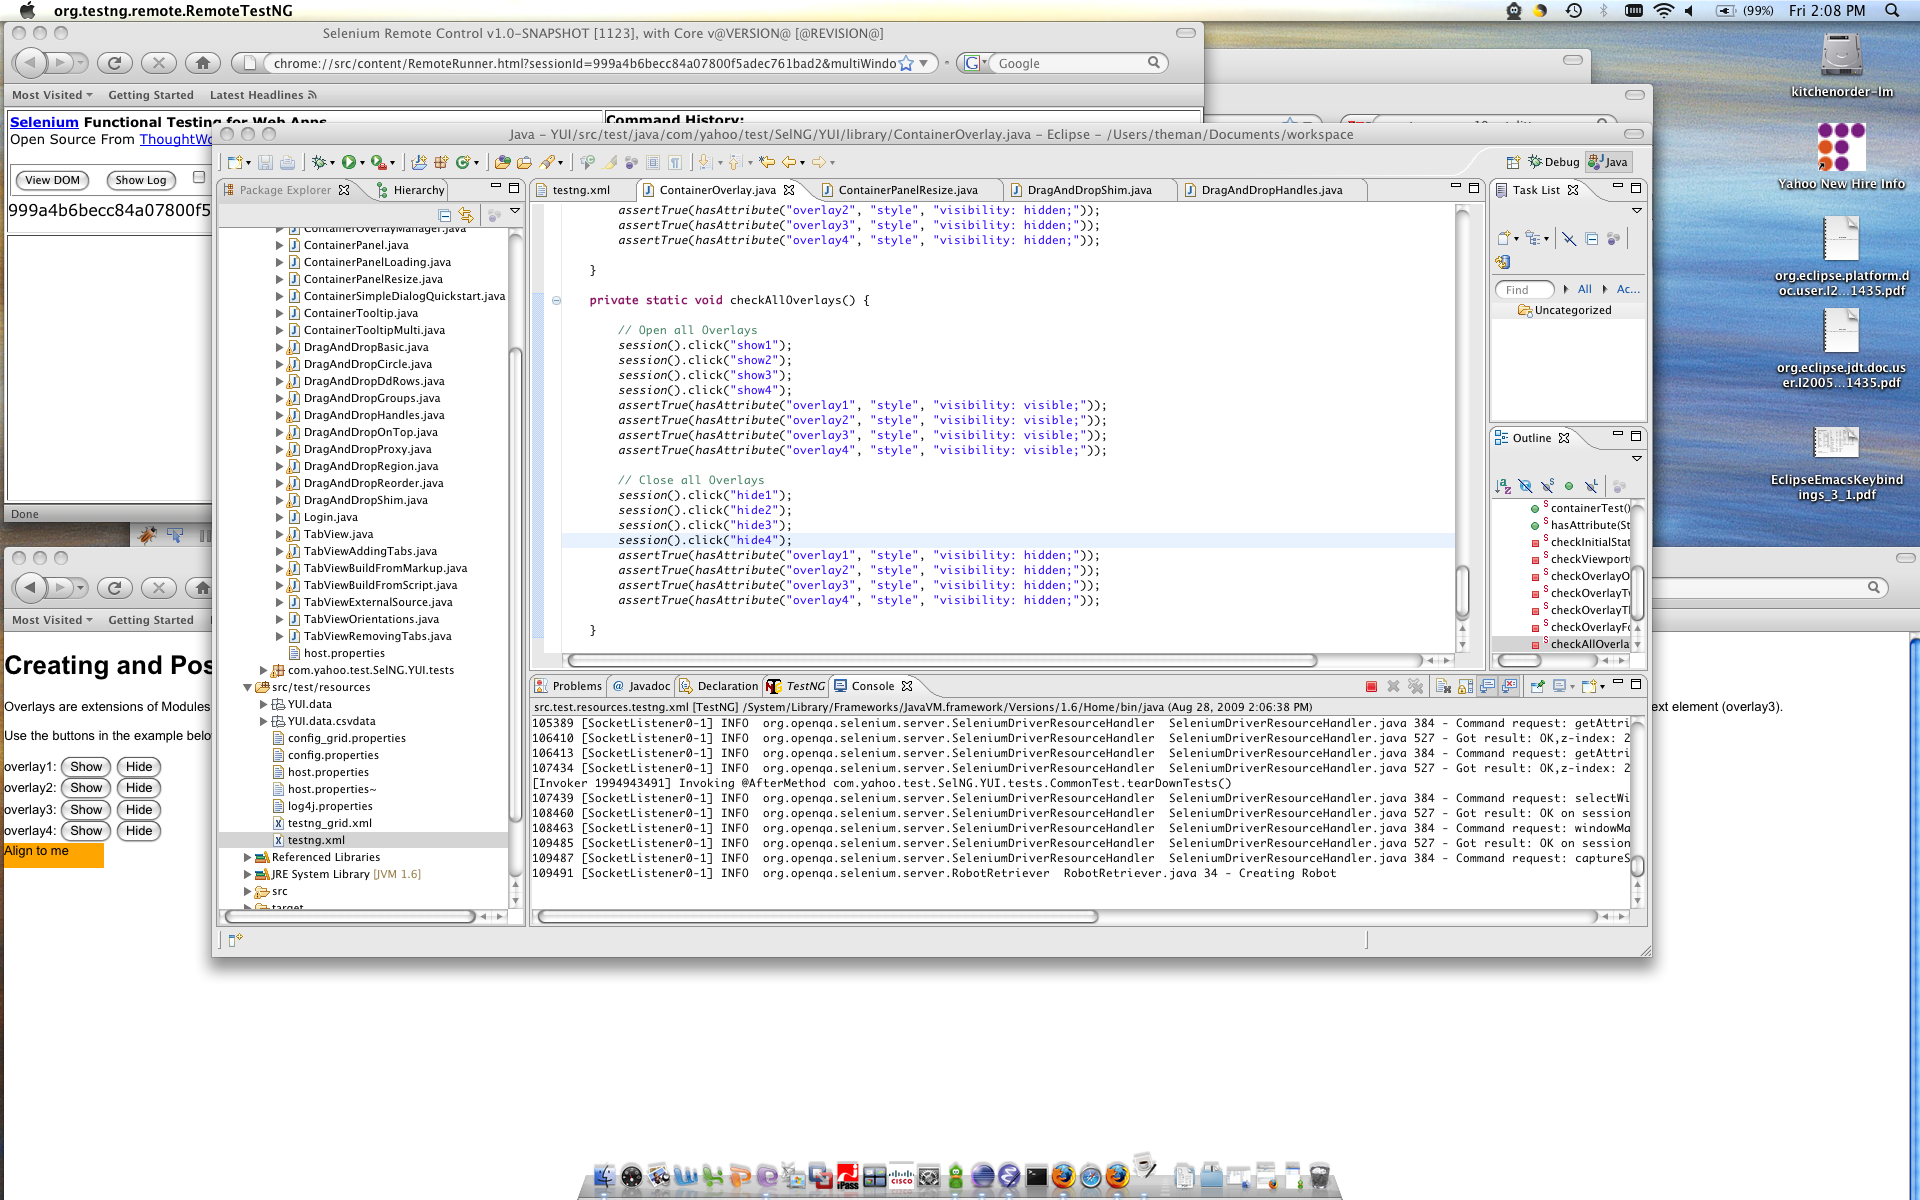 org.testng.remote.RemoteTestNG
(99%) Fri 2:08 PM
Selenium Remote Control v1.0-SNAPSHOT [1123], with Core v@VERSION@ [@REVISION@]
chrome://src/content/RemoteRunner.html?sessionId=999a4b6becc84a07800f5adec761bad2&multiWindo
Google
Most Visited Getting Started Latest Headlines
Selenium Functional Testing for Web Apps
Open Source From ThoughtWo
Command History:
View DOM Show Log
999a4b6becc84a07800f5
Done
kitchenorder-lm
Yahoo New Hire Info
org.eclipse.platform.d
oc.user.I2...1435.pdf
org.eclipse.jdt.doc.us
er.I2005...1435.pdf
EclipseEmacsKeybind
ings_3_1.pdf
Java - YUI/src/test/java/com/yahoo/test/SelNG/YUI/library/ContainerOverlay.java - Eclipse - /Users/theman/Documents/workspace
Debug Java
Package Explorer Hierarchy
ContainerOverlayManager.java
ContainerPanel.java
ContainerPanelLoading.java
ContainerPanelResize.java
ContainerSimpleDialogQuickstart.java
ContainerTooltip.java
ContainerTooltipMulti.java
DragAndDropBasic.java
DragAndDropCircle.java
DragAndDropDdRows.java
DragAndDropGroups.java
DragAndDropHandles.java
DragAndDropOnTop.java
DragAndDropProxy.java
DragAndDropRegion.java
DragAndDropReorder.java
DragAndDropShim.java
Login.java
TabView.java
TabViewAddingTabs.java
TabViewBuildFromMarkup.java
TabViewBuildFromScript.java
TabViewExternalSource.java
TabViewOrientations.java
TabViewRemovingTabs.java
host.properties
com.yahoo.test.SelNG.YUI.tests
src/test/resources
YUI.data
YUI.data.csvdata
config_grid.properties
config.properties
host.properties
host.properties~
log4j.properties
testng_grid.xml
testng.xml
Referenced Libraries
JRE System Library [JVM 1.6]
src
target
testng.xml ContainerOverlay.java ContainerPanelResize.java DragAndDropShim.java DragAndDropHandles.java
assertTrue(hasAttribute("overlay2", "style", "visibility: hidden;"));
assertTrue(hasAttribute("overlay3", "style", "visibility: hidden;"));
assertTrue(hasAttribute("overlay4", "style", "visibility: hidden;"));
}
private static void checkAllOverlays() {
// Open all Overlays
session().click("show1");
session().click("show2");
session().click("show3");
session().click("show4");
assertTrue(hasAttribute("overlay1", "style", "visibility: visible;"));
assertTrue(hasAttribute("overlay2", "style", "visibility: visible;"));
assertTrue(hasAttribute("overlay3", "style", "visibility: visible;"));
assertTrue(hasAttribute("overlay4", "style", "visibility: visible;"));
// Close all Overlays
session().click("hide1");
session().click("hide2");
session().click("hide3");
session().click("hide4");
assertTrue(hasAttribute("overlay1", "style", "visibility: hidden;"));
assertTrue(hasAttribute("overlay2", "style", "visibility: hidden;"));
assertTrue(hasAttribute("overlay3", "style", "visibility: hidden;"));
assertTrue(hasAttribute("overlay4", "style", "visibility: hidden;"));
}
Task List
Find All Ac...
Uncategorized
Outline
containerTest()
hasAttribute(St
checkInitialStat
checkViewport
checkOverlayO
checkOverlayTw
checkOverlayTh
checkOverlayFo
checkAllOverla
Problems Javadoc Declaration TestNG Console
src.test.resources.testng.xml [TestNG] /System/Library/Frameworks/JavaVM.framework/Versions/1.6/Home/bin/java (Aug 28, 2009 2:06:38 PM)
105389 [SocketListener0-1] INFO org.openqa.selenium.server.SeleniumDriverResourceHandler SeleniumDriverResourceHandler.java 384 - Command request: getAttri
106410 [SocketListener0-1] INFO org.openqa.selenium.server.SeleniumDriverResourceHandler SeleniumDriverResourceHandler.java 527 - Got result: OK,z-index: 2
106413 [SocketListener0-1] INFO org.openqa.selenium.server.SeleniumDriverResourceHandler SeleniumDriverResourceHandler.java 384 - Command request: getAttri
107434 [SocketListener0-1] INFO org.openqa.selenium.server.SeleniumDriverResourceHandler SeleniumDriverResourceHandler.java 527 - Got result: OK,z-index: 2
[Invoker 1994943491] Invoking @AfterMethod com.yahoo.test.SelNG.YUI.tests.CommonTest.tearDownTests()
107439 [SocketListener0-1] INFO org.openqa.selenium.server.SeleniumDriverResourceHandler SeleniumDriverResourceHandler.java 384 - Command request: selectWi
108460 [SocketListener0-1] INFO org.openqa.selenium.server.SeleniumDriverResourceHandler SeleniumDriverResourceHandler.java 527 - Got result: OK on session
108463 [SocketListener0-1] INFO org.openqa.selenium.server.SeleniumDriverResourceHandler SeleniumDriverResourceHandler.java 384 - Command request: windowMa
109485 [SocketListener0-1] INFO org.openqa.selenium.server.SeleniumDriverResourceHandler SeleniumDriverResourceHandler.java 527 - Got result: OK on session
109487 [SocketListener0-1] INFO org.openqa.selenium.server.SeleniumDriverResourceHandler SeleniumDriverResourceHandler.java 384 - Command request: captureS
109491 [SocketListener0-1] INFO org.openqa.selenium.server.RobotRetriever RobotRetriever.java 34 - Creating Robot
Most Visited Getting Started
Creating and Pos
Overlays are extensions of Modules
ext element (overlay3).
Use the buttons in the example belo
overlay1: Show Hide
overlay2: Show Hide
overlay3: Show Hide
overlay4: Show Hide
Align to me
iPass
CISCO